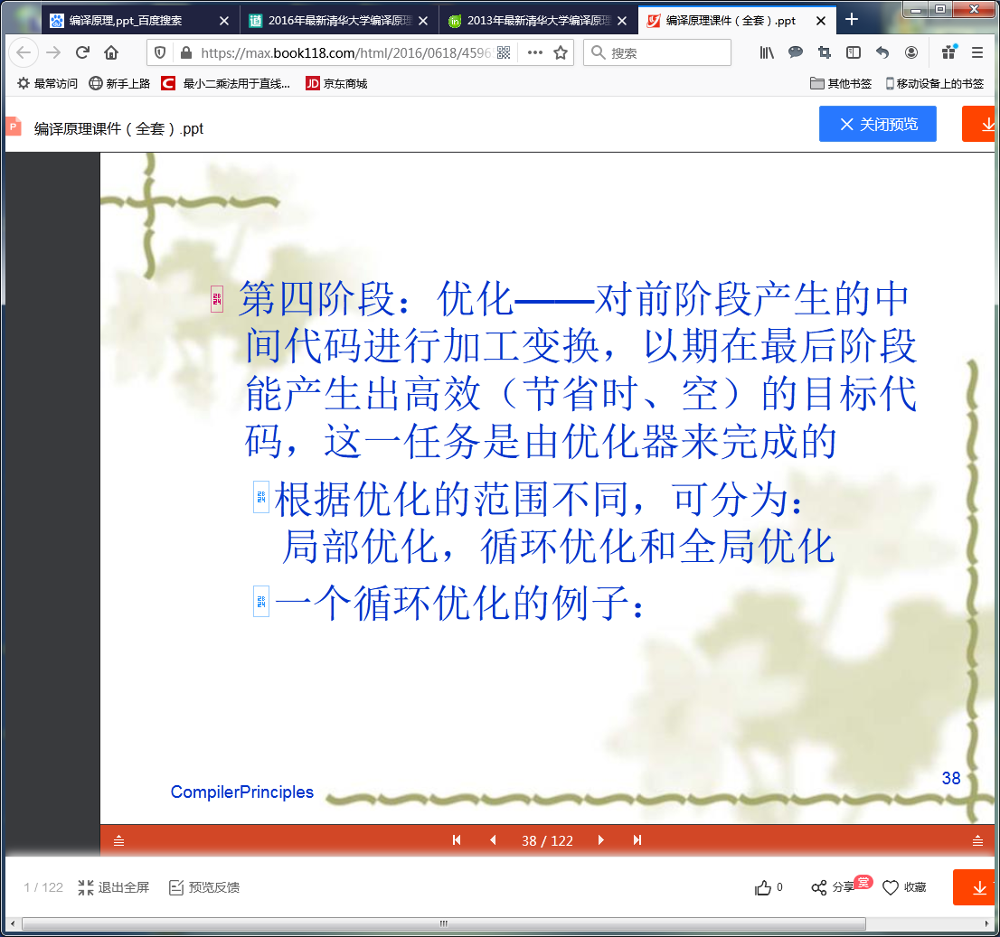 编译原理.ppt_百度搜索
2016年最新清华大学编译原理
2013年最新清华大学编译原理
编译原理课件（全套）.ppt
https://max.book118.com/html/2016/0618/4596
搜索
最常访问 新手上路 最小二乘法用于直线... JD 京东商城 其他书签 移动设备上的书签
编译原理课件（全套）.ppt
关闭预览
第四阶段：优化——对前阶段产生的中
间代码进行加工变换，以期在最后阶段
能产生出高效（节省时、空）的目标代
码，这一任务是由优化器来完成的
根据优化的范围不同，可分为：
局部优化，循环优化和全局优化
一个循环优化的例子：
38
CompilerPrinciples
38 / 122
1 / 122 退出全屏 预览反馈 0 分享 赏 收藏